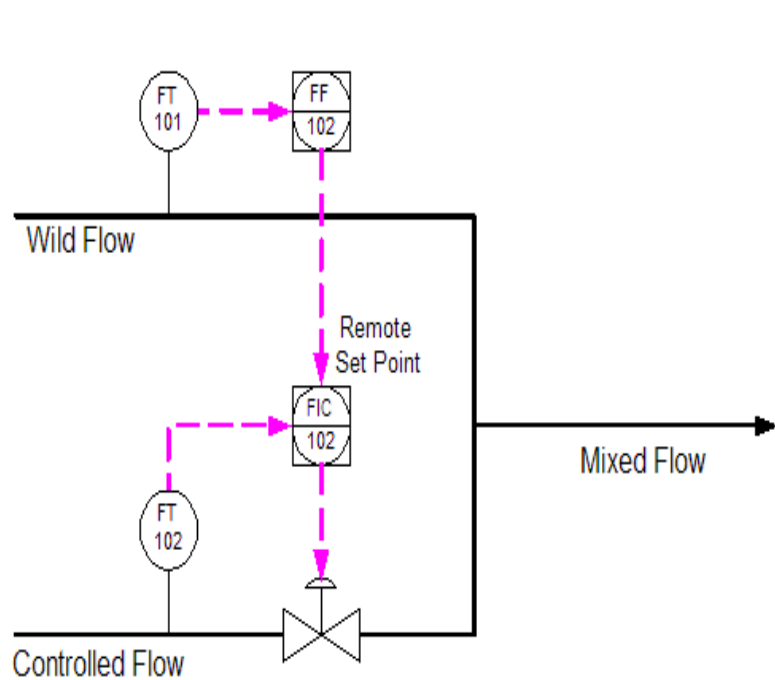 FT
101
FF
102
Wild Flow
Remote
Set Point
FIC
102
Mixed Flow
FT
102
Controlled Flow